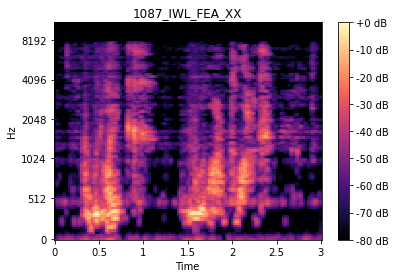 1087_IWL_FEA_XX
+0 dB
8192
-10 dB
4096
-20 dB
-30 dB
2048
Hz
-40 dB
1024
-50 dB
512
-60 dB
-70 dB
0
-80 dB
0 0.5 1 1.5 2 2.5 3
Time